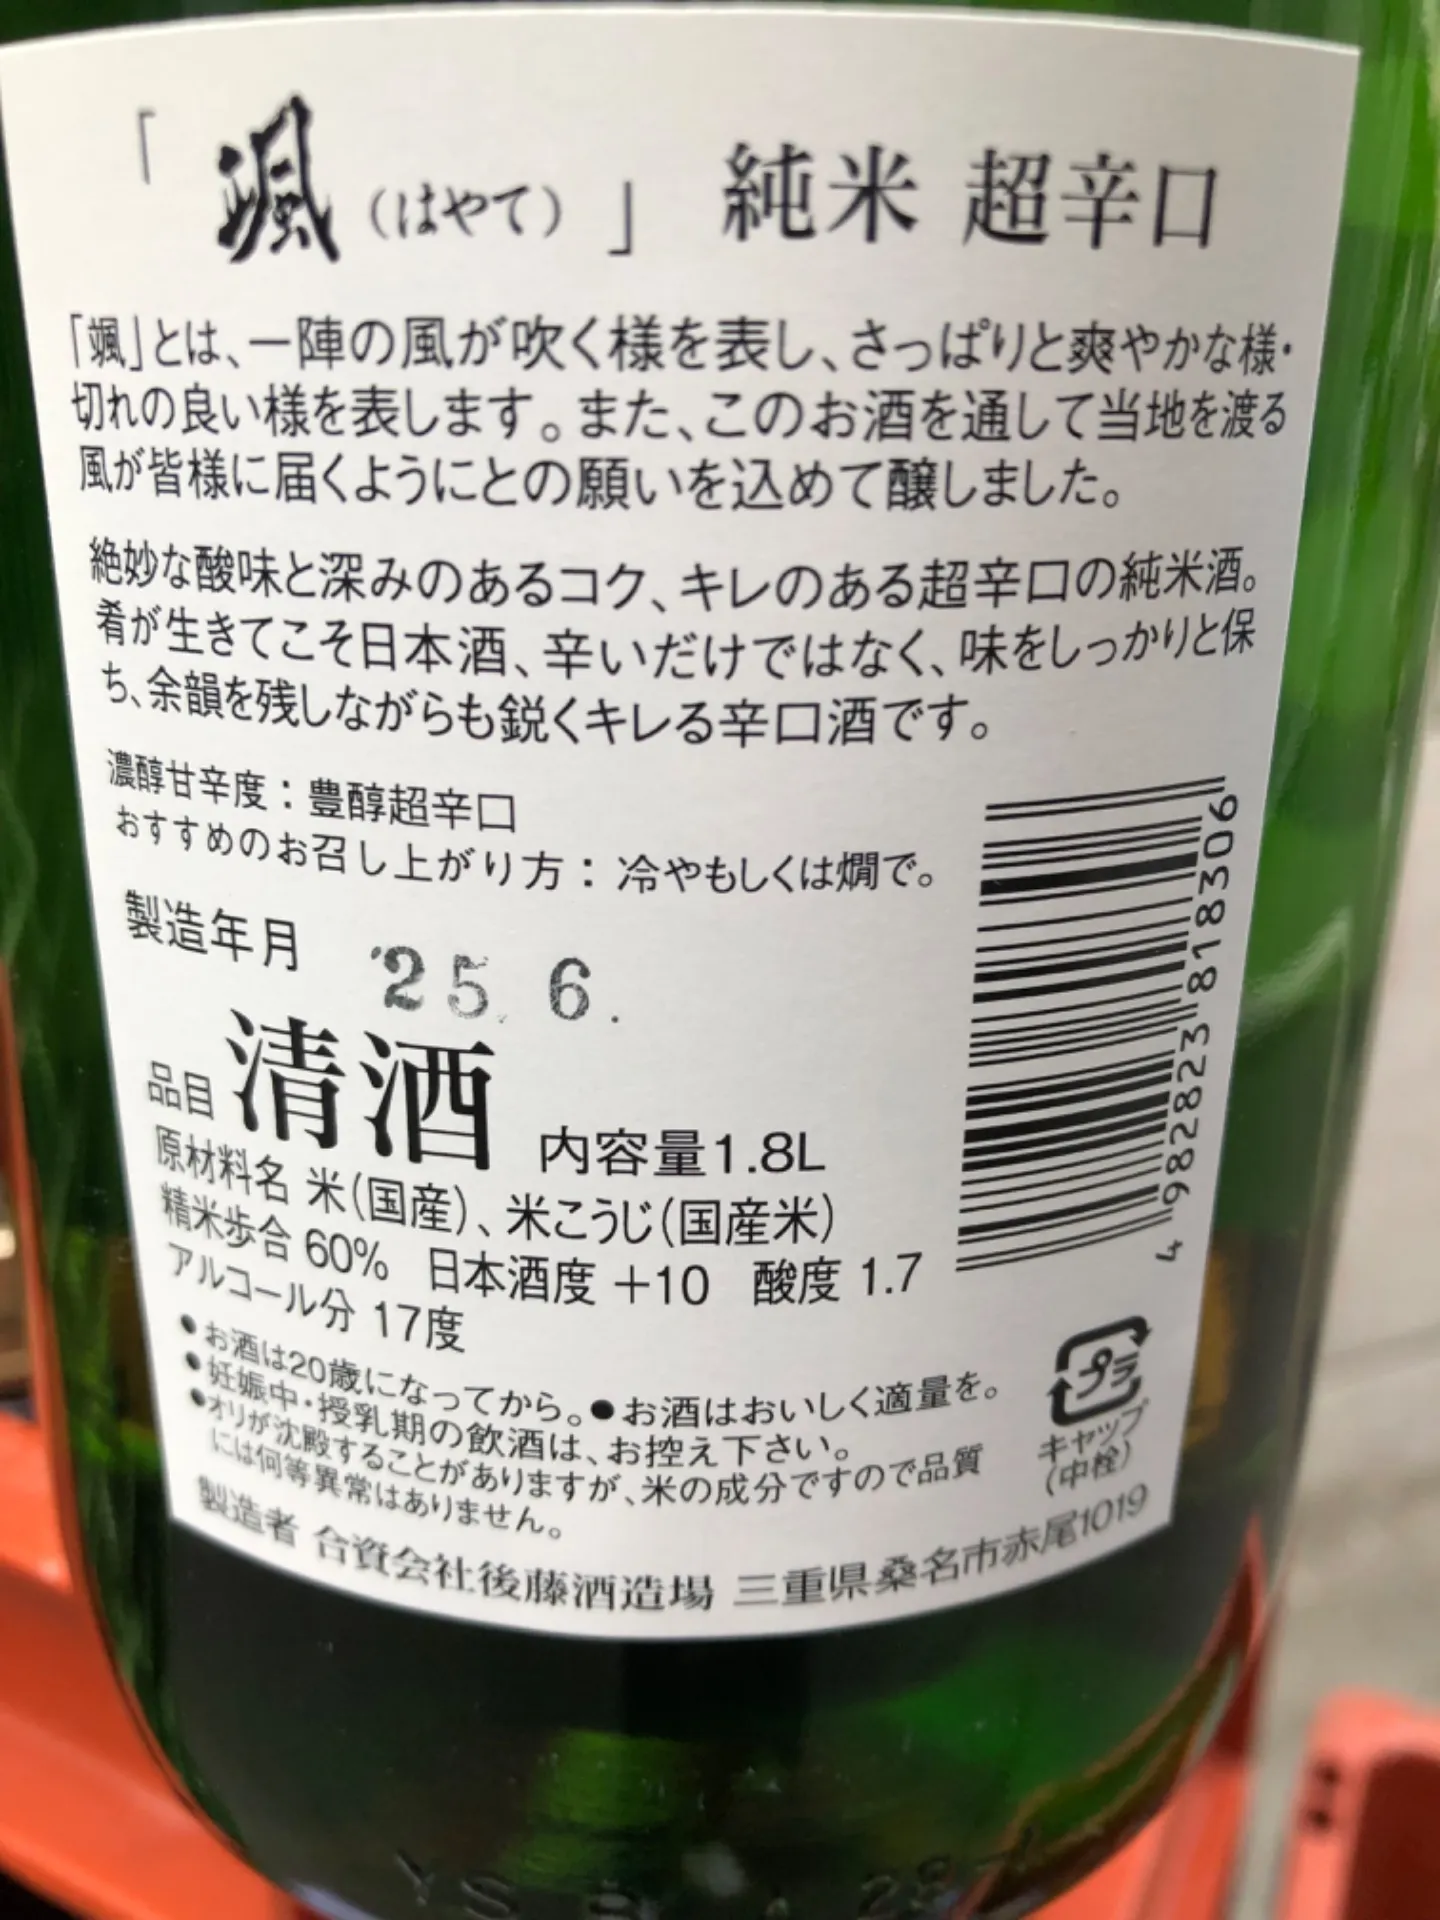 「颯(はやて)」 純米 超辛口
「颯」とは、一陣の風が吹く様を表し、さっぱりと爽やかな様・
切れの良い様を表します。また、このお酒を通して当地を渡る
風が皆様に届くようにとの願いを込めて醸しました。
絶妙な酸味と深みのあるコク、キレのある超辛口の純米酒。
肴が生きてこそ日本酒、辛いだけではなく、味をしっかりと保
ち、余韻を残しながらも鋭くキレる辛口酒です。
濃醇甘辛度：豊醇超辛口
おすすめのお召し上がり方：冷やもしくは燗で。
製造年月 '25. 6.
品目 清酒 内容量1.8L
原材料名 米(国産)、米こうじ(国産米)
精米歩合 60% 日本酒度 +10 酸度 1.7
アルコール分 17度
4 982823 818306
●お酒は20歳になってから。●お酒はおいしく適量を。
●妊娠中・授乳期の飲酒は、お控え下さい。
●オリが沈殿することがありますが、米の成分ですので品質
には何等異常はありません。
プラ
キャップ
(中栓)
製造者 合資会社後藤酒造場 三重県桑名市赤尾1019